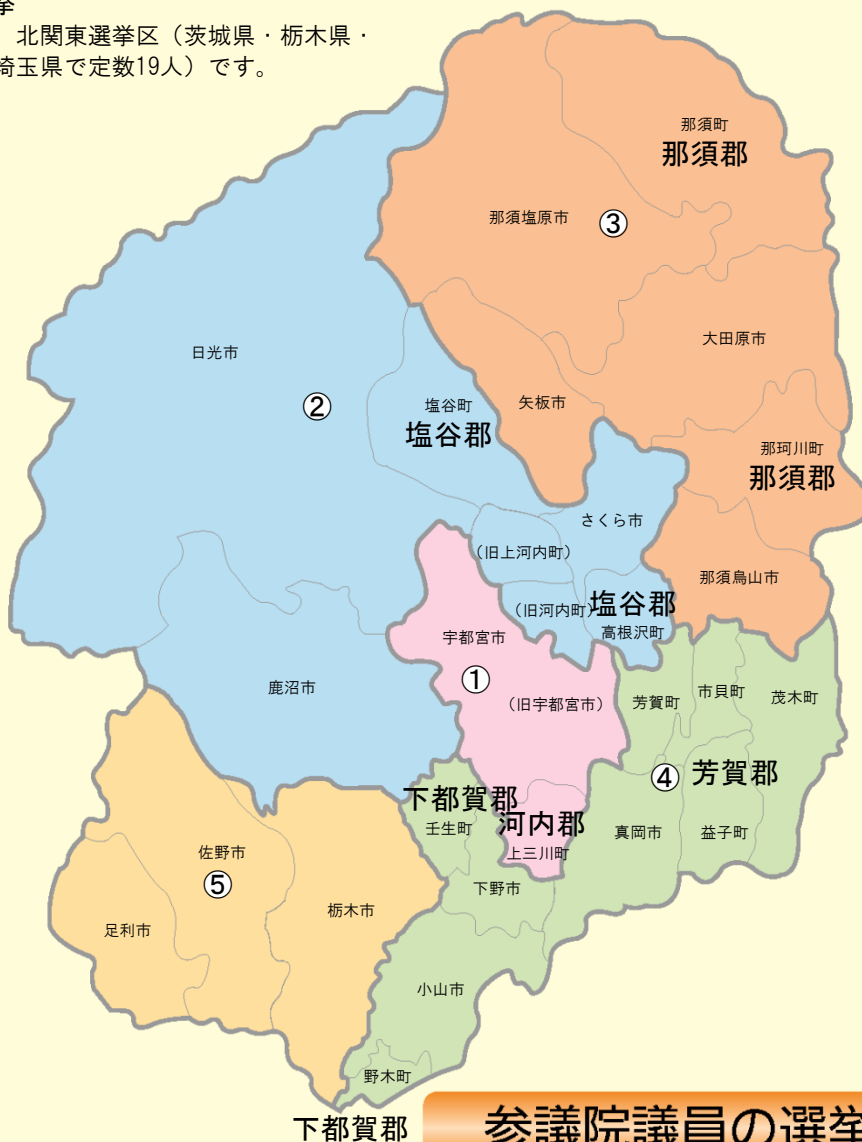 挙
北関東選挙区（茨城県・栃木県・
埼玉県で定数19人）です。
那須町
那須郡
那須塩原市
③
大田原市
日光市
②
塩谷町
塩谷郡
矢板市
那珂川町
那須郡
さくら市
（旧上河内町）
那須烏山市
（旧河内町）
塩谷郡
高根沢町
宇都宮市
①
（旧宇都宮市）
鹿沼市
芳賀町
市貝町
茂木町
④
芳賀郡
下都賀郡
壬生町
河内郡
上三川町
真岡市
益子町
佐野市
⑤
下野市
栃木市
足利市
小山市
野木町
下都賀郡
参議院議員の選挙